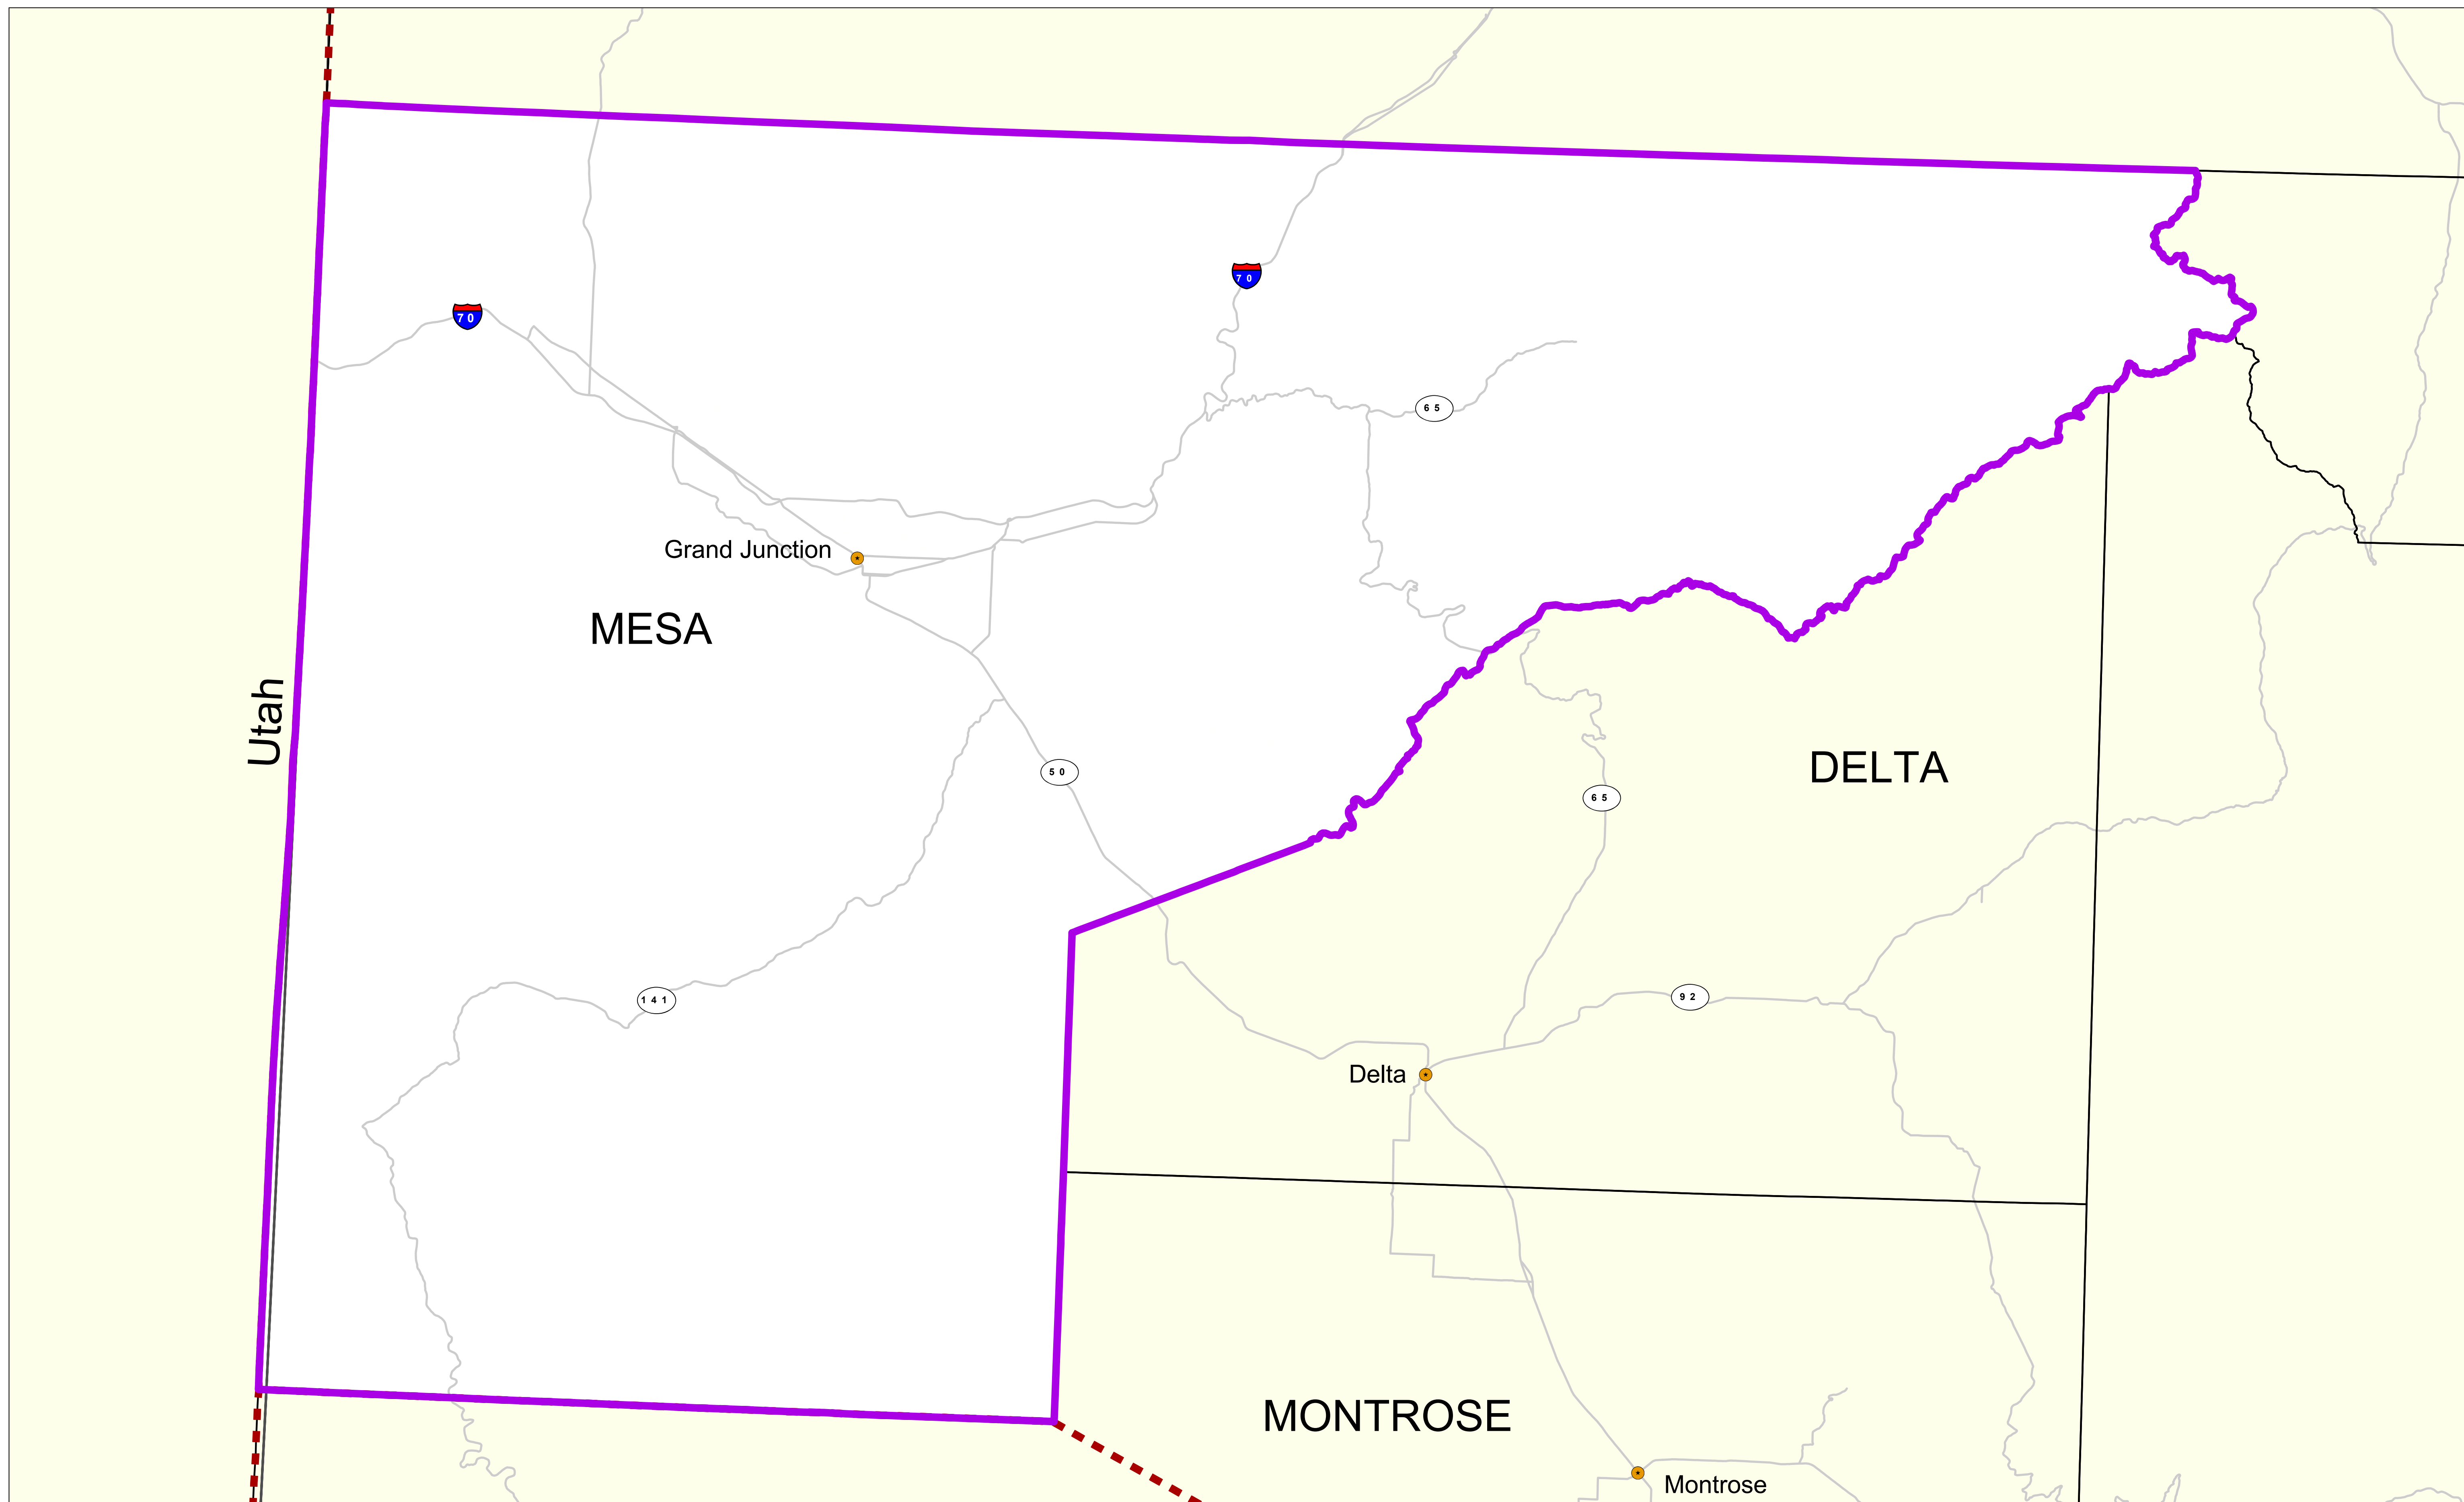 70
70
65
Grand Junction
MESA
Utah
50
DELTA
65
141
92
Delta
MONTROSE
Montrose